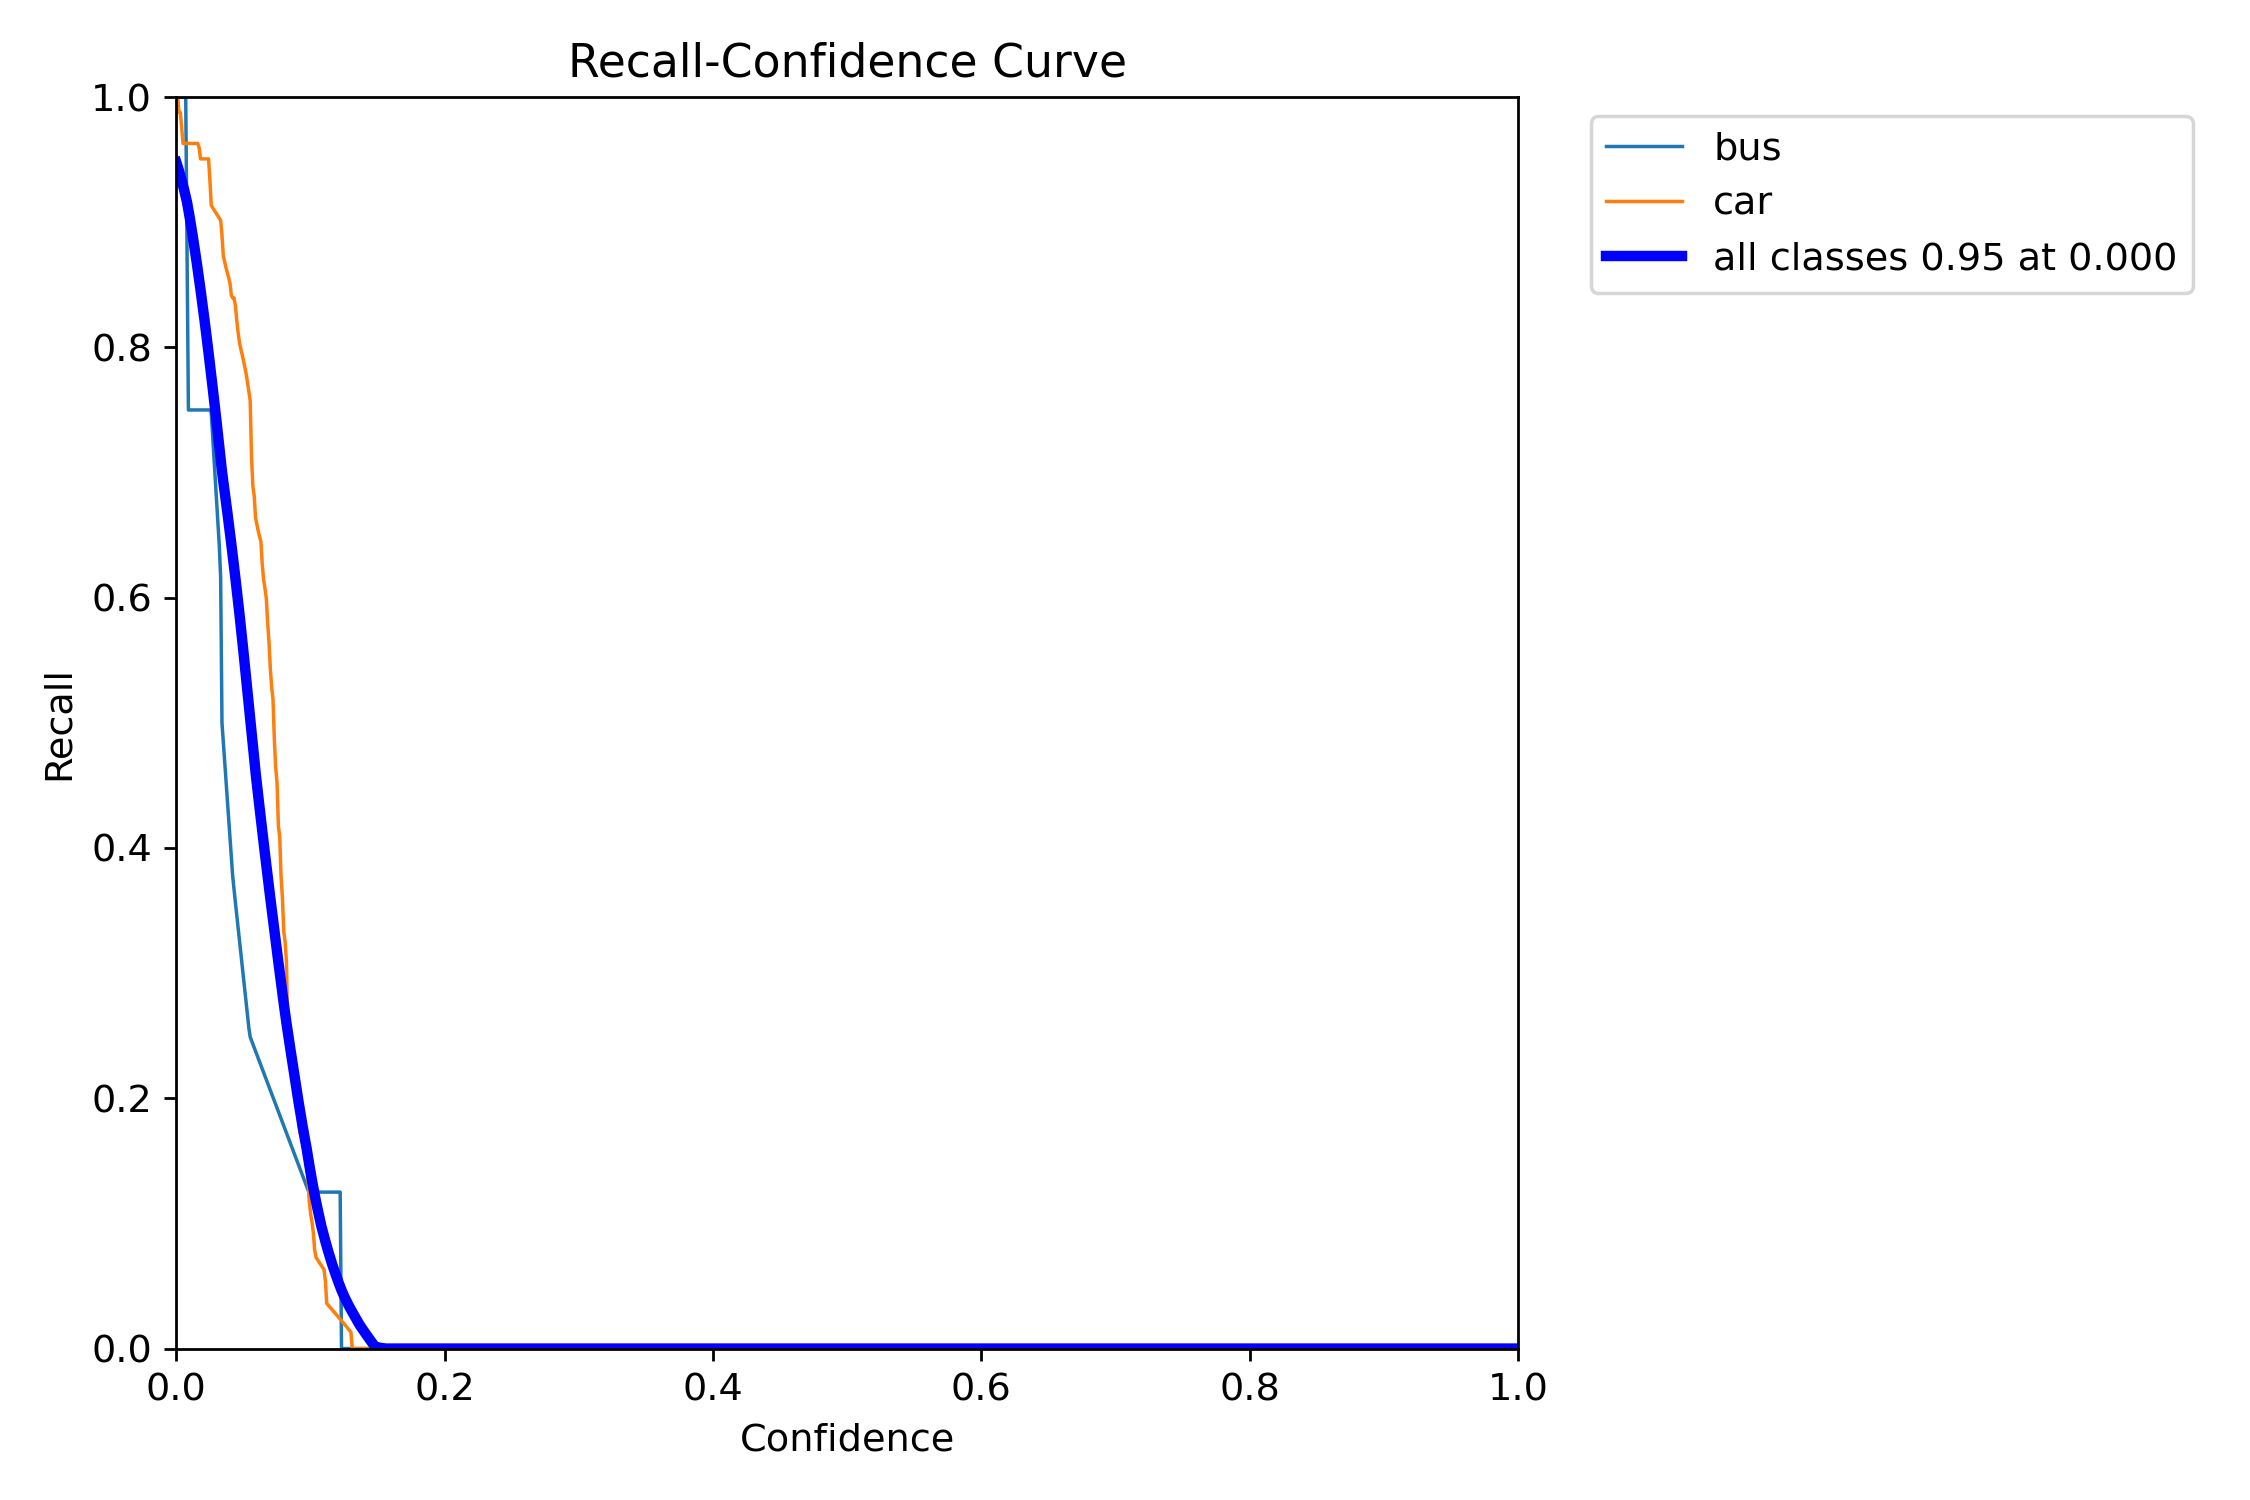 Recall-Confidence Curve
1.0
0.8
0.6
0.4
0.2
0.0
Recall
0.0 0.2 0.4 0.6 0.8 1.0
Confidence
bus
car
all classes 0.95 at 0.000